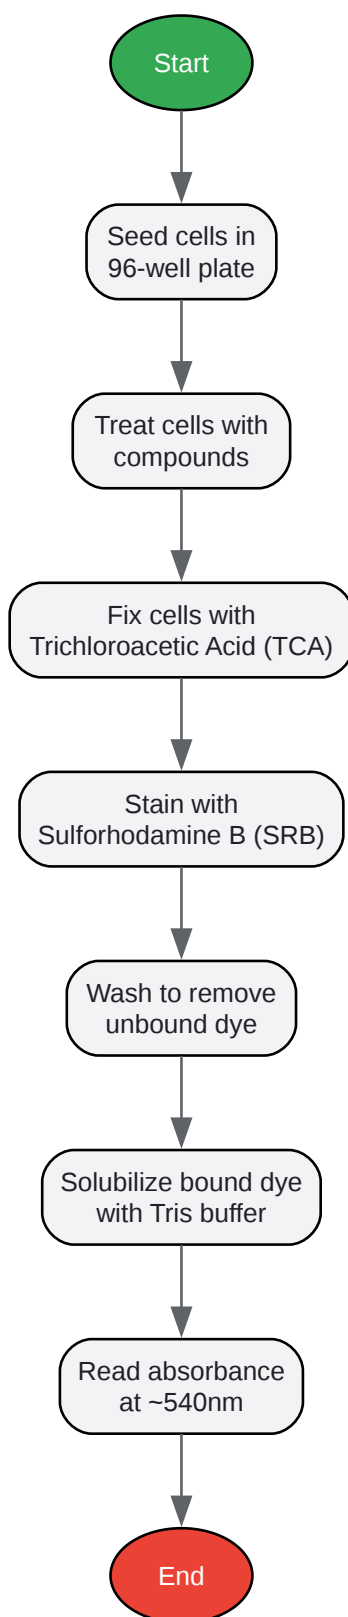 Start
Seed cells in
96-well plate
Treat cells with
compounds
Fix cells with
Trichloroacetic Acid (TCA)
Stain with
Sulforhodamine B (SRB)
Wash to remove
unbound dye
Solubilize bound dye
with Tris buffer
Read absorbance
at ~540nm
End